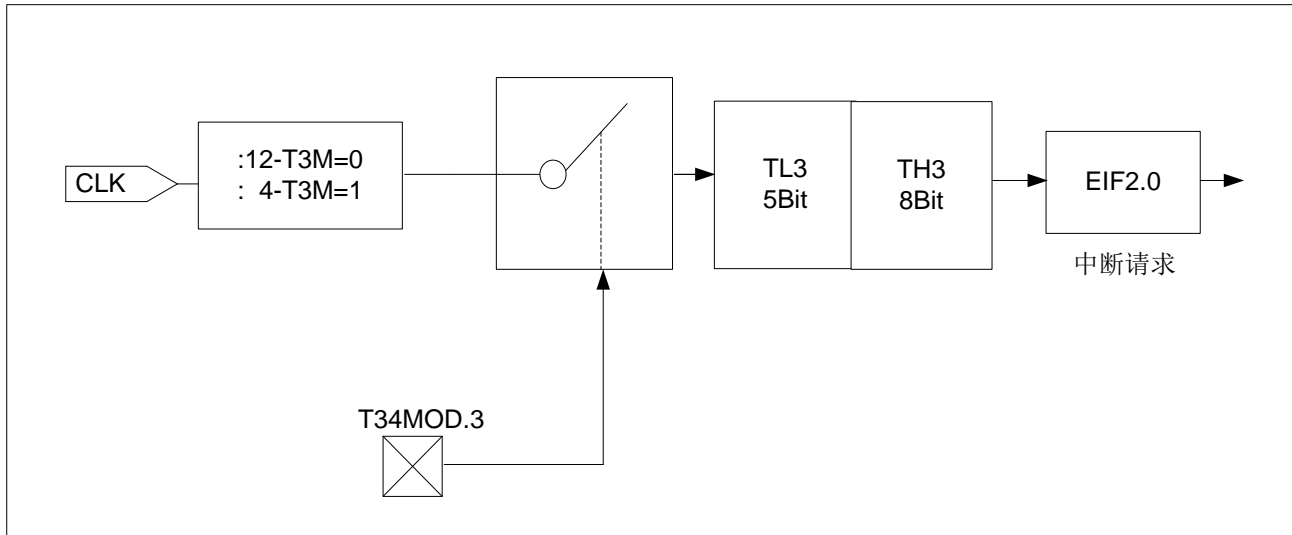 CLK
:12-T3M=0
: 4-T3M=1
TL3
5Bit
TH3
8Bit
EIF2.0
中断请求
T34MOD.3